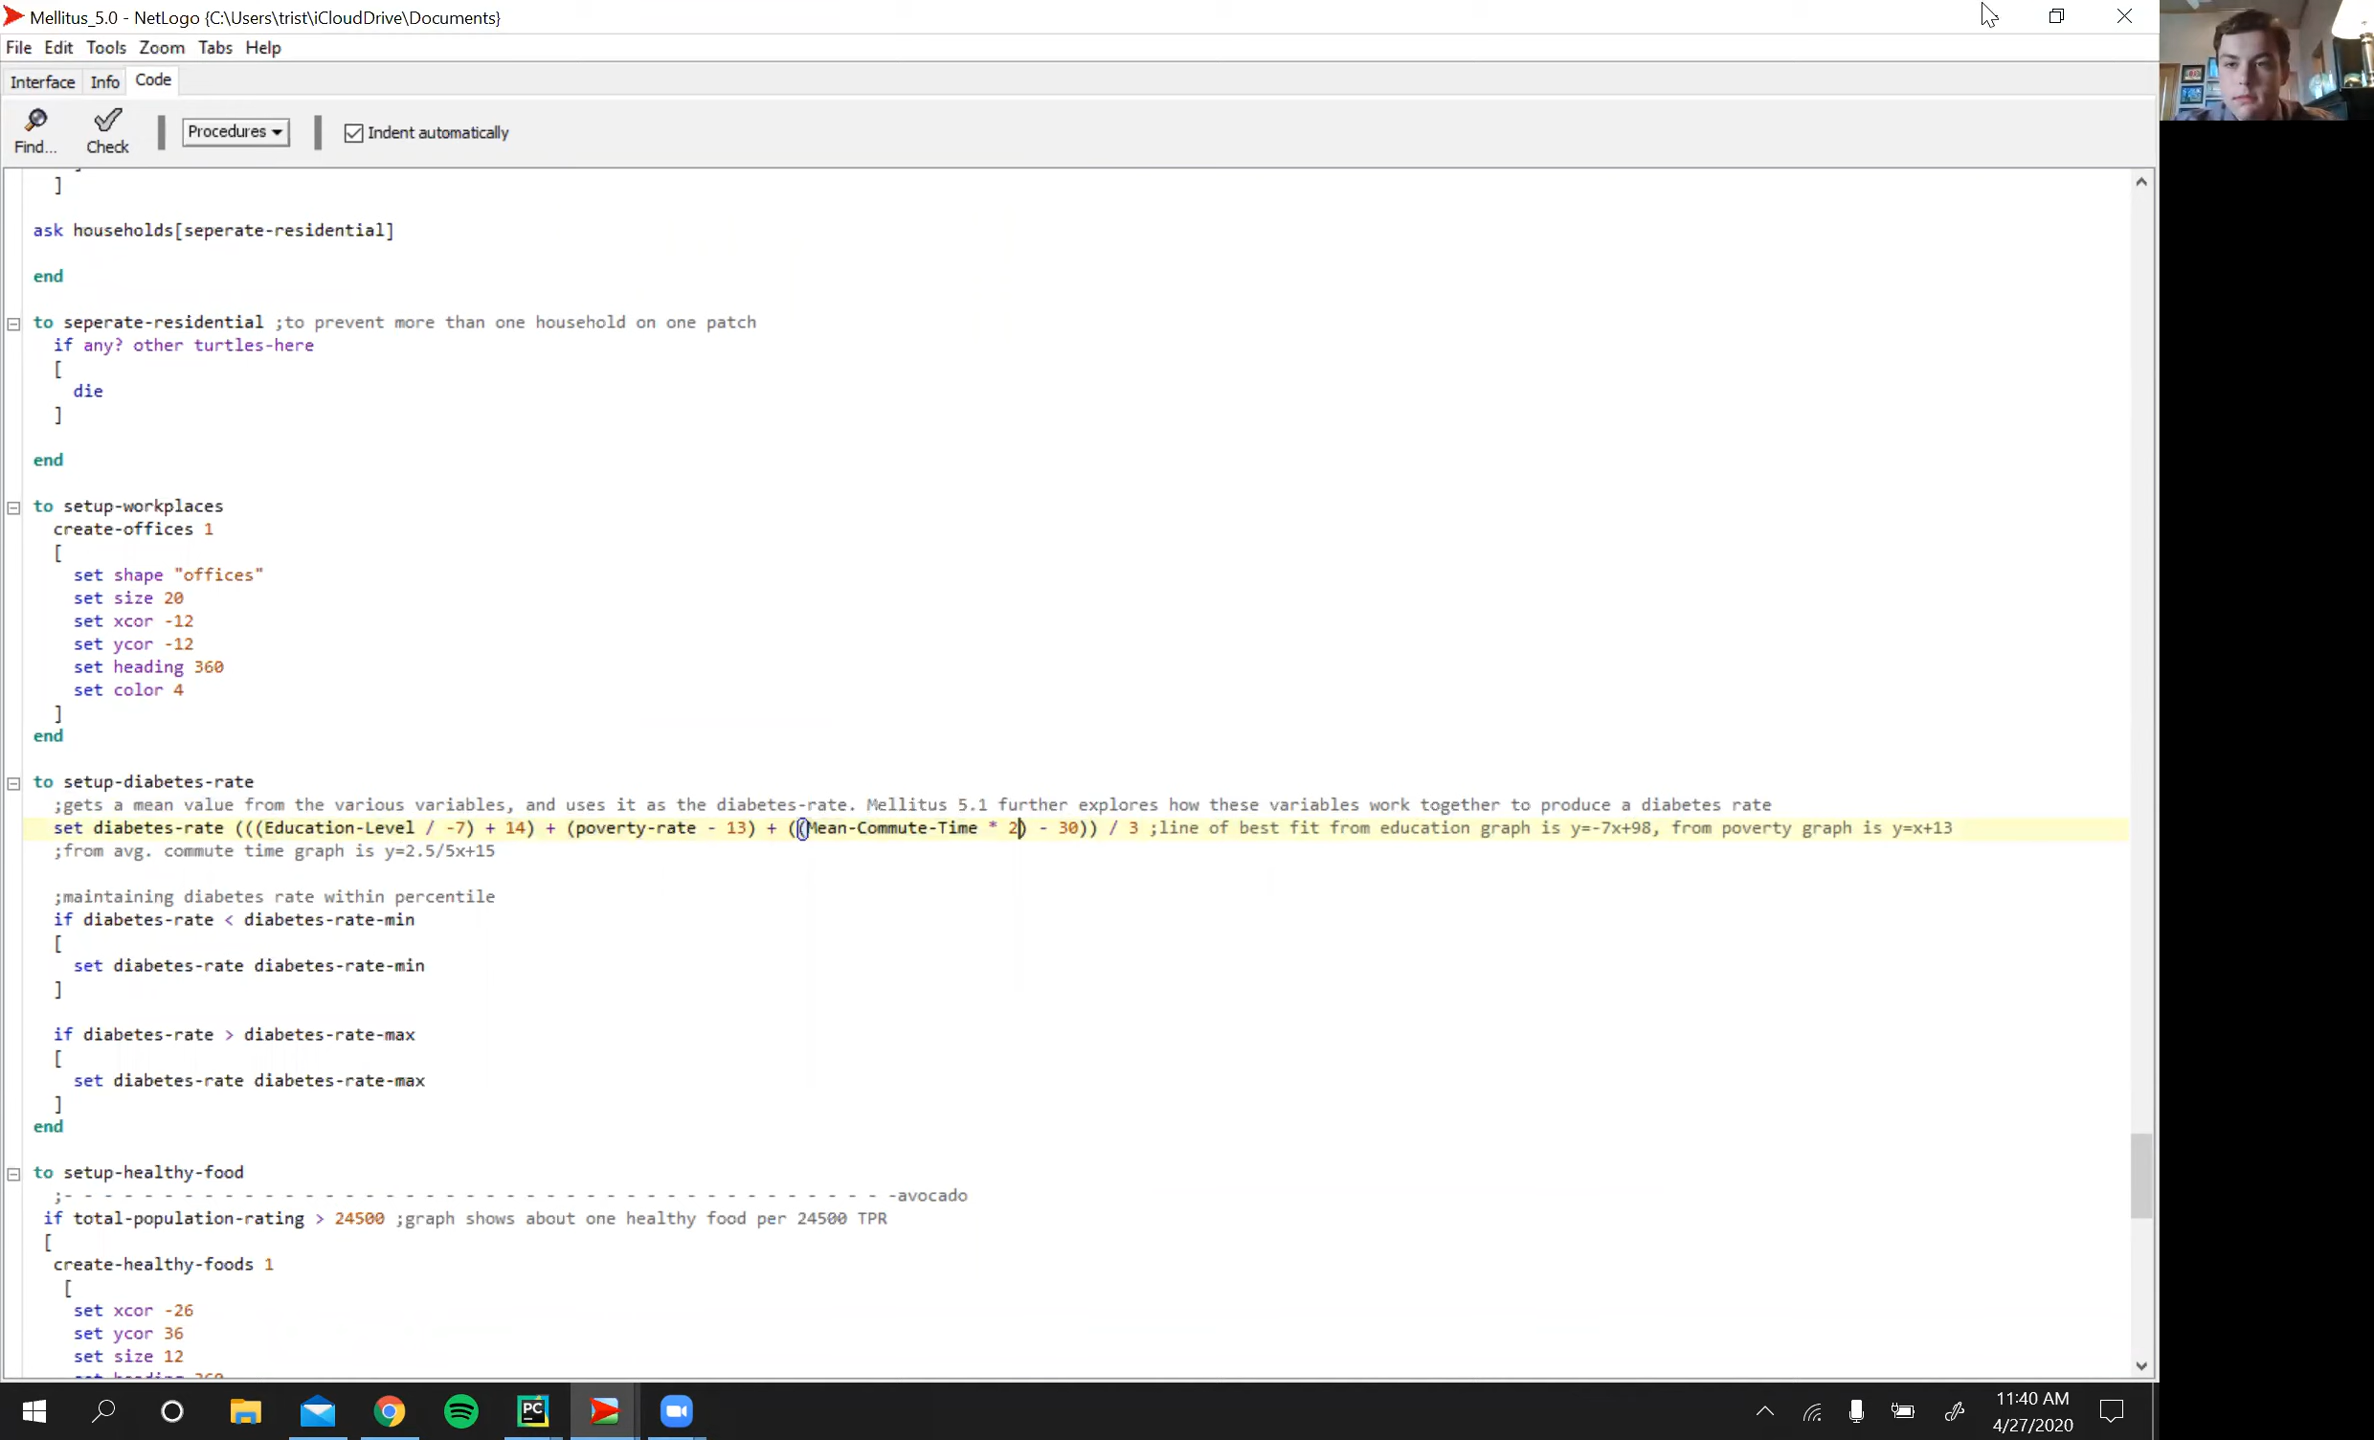 Mellitus_5.0 - NetLogo {C:\Users\trist\iCloudDrive\Documents}
File Edit Tools Zoom Tabs Help
Interface Info Code
Find... Check Procedures Indent automatically
]
ask households[seperate-residential]
end
to seperate-residential ;to prevent more than one household on one patch
if any? other turtles-here
[
die
]
end
to setup-workplaces
create-offices 1
[
set shape "offices"
set size 20
set xcor -12
set ycor -12
set heading 360
set color 4
]
end
to setup-diabetes-rate
;gets a mean value from the various variables, and uses it as the diabetes-rate. Mellitus 5.1 further explores how these variables work together to produce a diabetes rate
set diabetes-rate (((Education-Level / -7) + 14) + (poverty-rate - 13) + ((Mean-Commute-Time * 2) - 30)) / 3 ;line of best fit from education graph is y=-7x+98, from poverty graph is y=x+13
;from avg. commute time graph is y=2.5/5x+15
;maintaining diabetes rate within percentile
if diabetes-rate < diabetes-rate-min
[
set diabetes-rate diabetes-rate-min
]
if diabetes-rate > diabetes-rate-max
[
set diabetes-rate diabetes-rate-max
]
end
to setup-healthy-food
;- - - - - - - - - - - - - - - - - - - - - - - - - - - - - - - - - - - - - - - - - -avocado
if total-population-rating > 24500 ;graph shows about one healthy food per 24500 TPR
[
create-healthy-foods 1
[
set xcor -26
set ycor 36
set size 12
PC
11:40 AM
4/27/2020